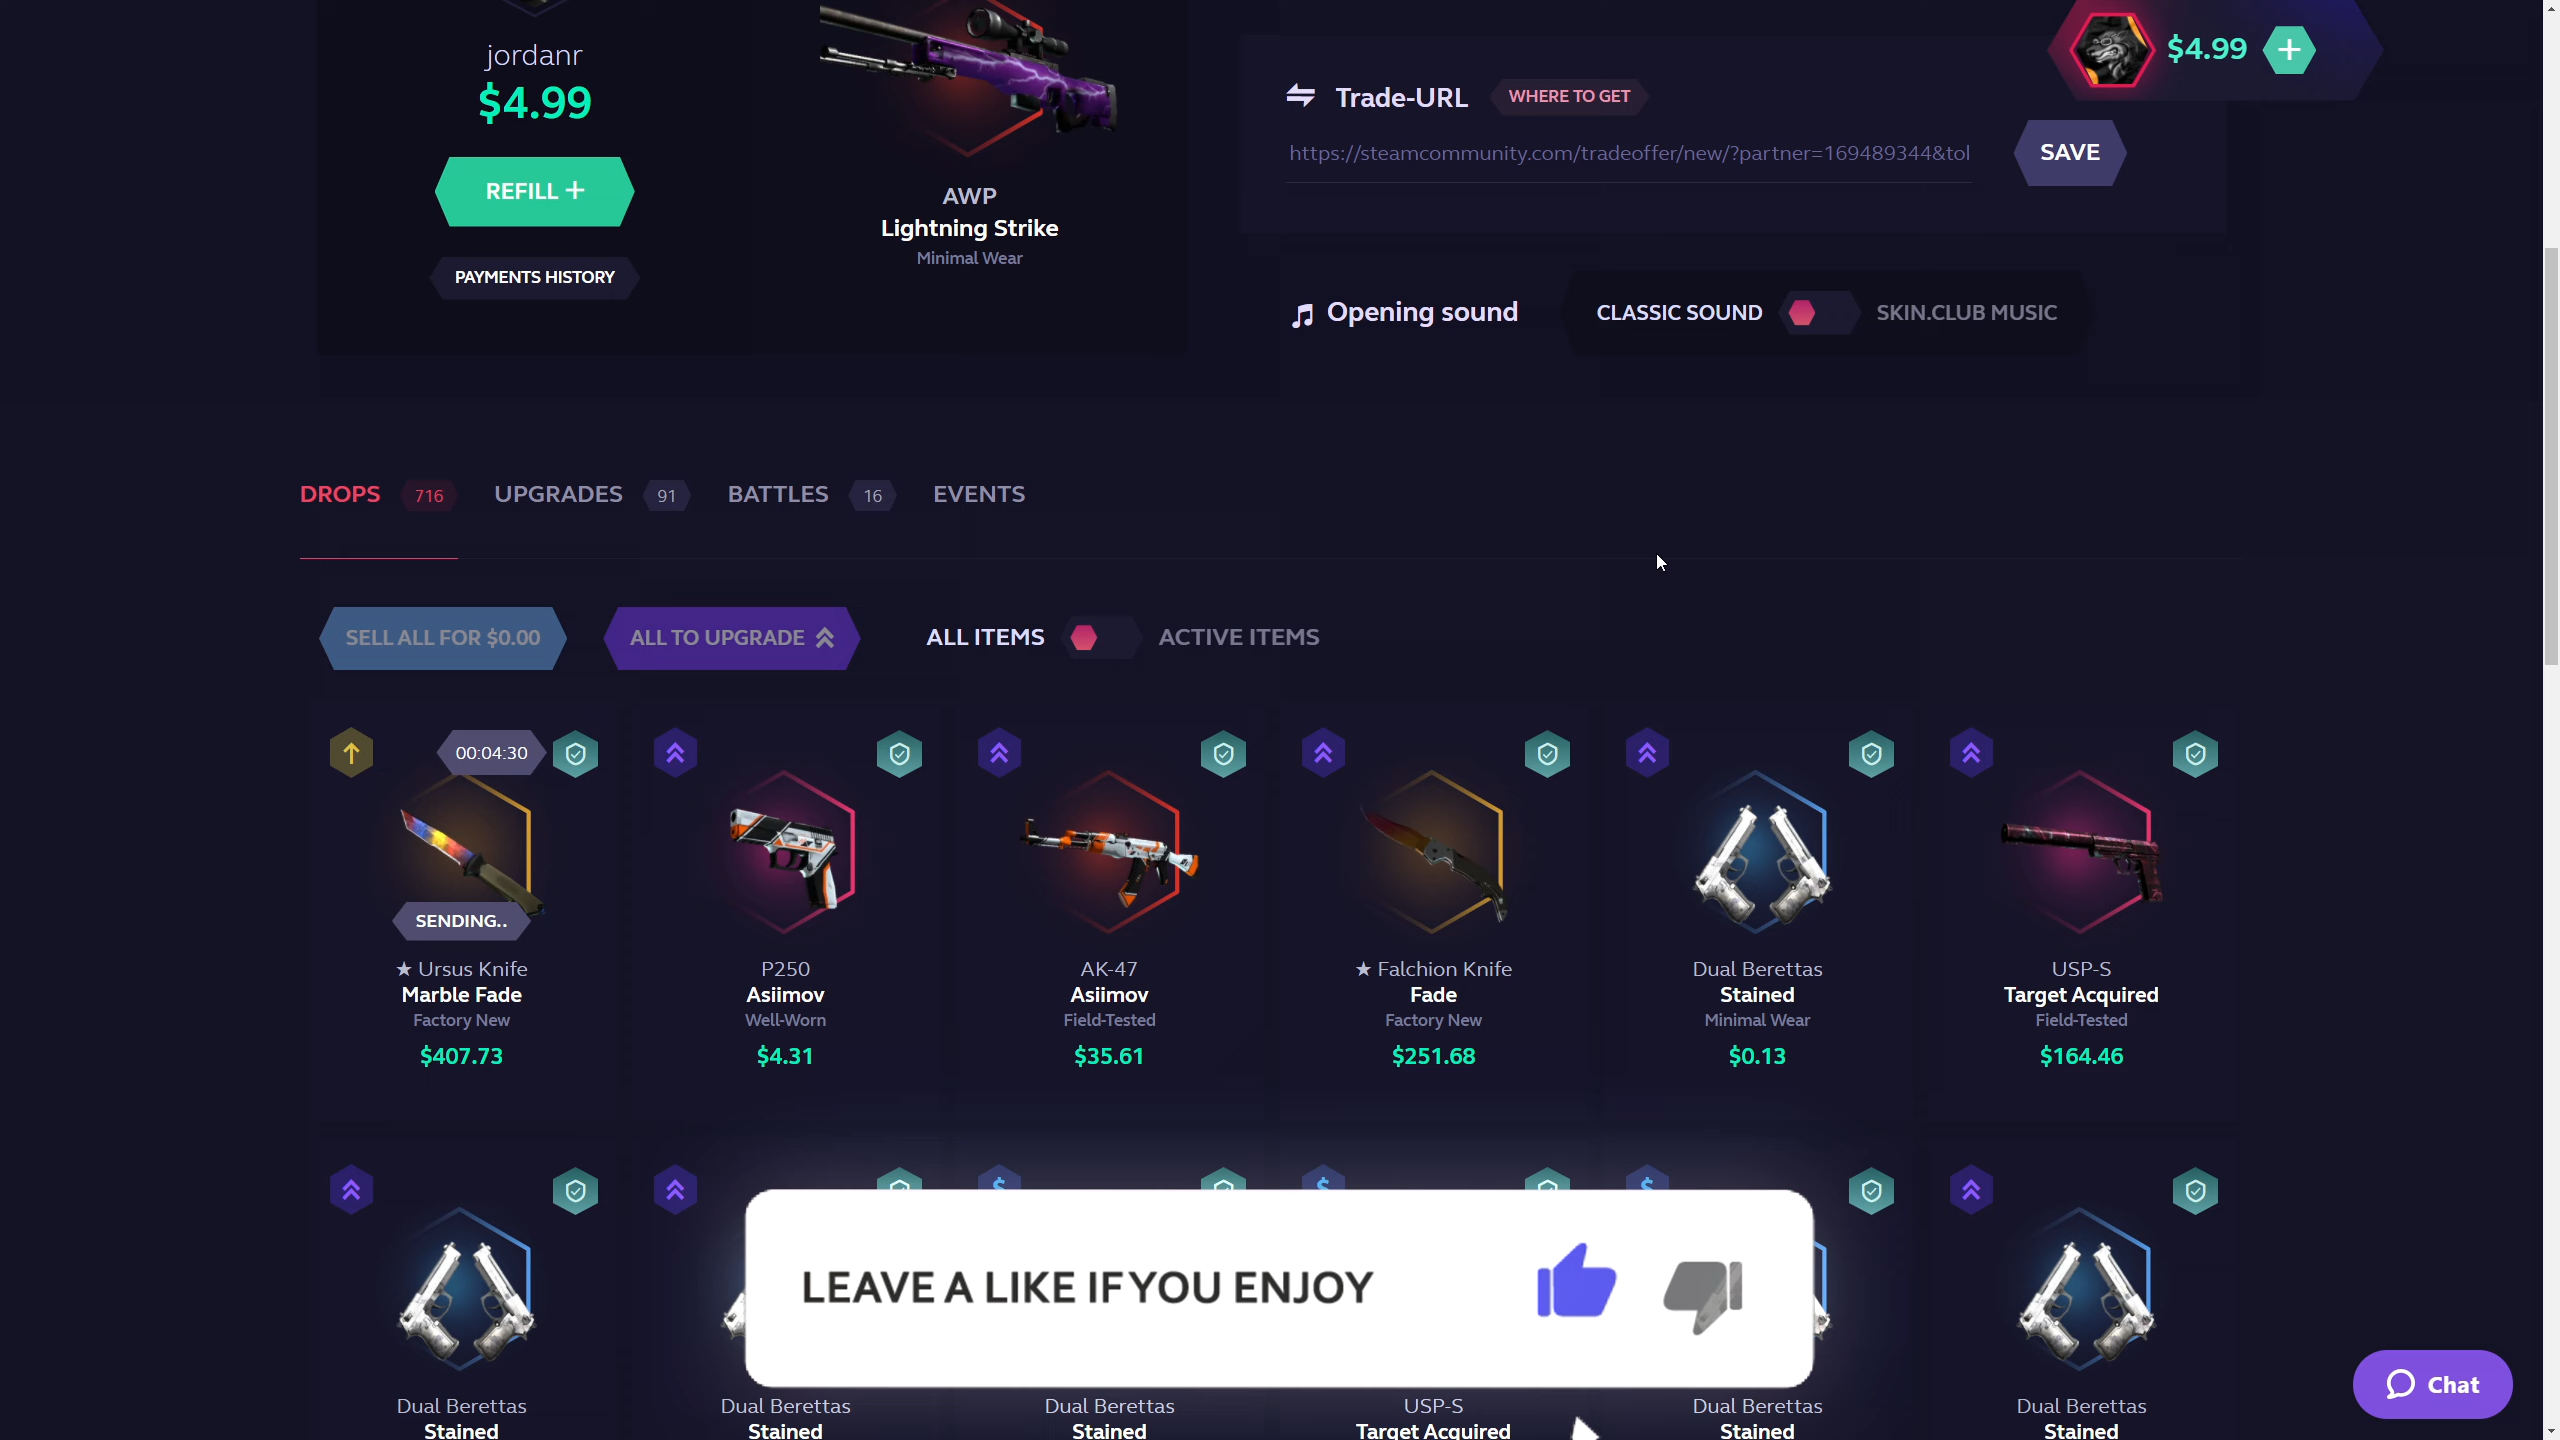 jordanr
$4.99
REFILL +
PAYMENTS HISTORY
AWP
Lightning Strike
Minimal Wear
$4.99
Trade-URL
WHERE TO GET
https://steamcommunity.com/tradeoffer/new/?partner=169489344&tol
SAVE
Opening sound
CLASSIC SOUND
SKIN.CLUB MUSIC
DROPS 716
UPGRADES 91
BATTLES 16
EVENTS
SELL ALL FOR $0.00
ALL TO UPGRADE
ALL ITEMS
ACTIVE ITEMS
00:04:30
SENDING..
★ Ursus Knife
Marble Fade
Factory New
$407.73
P250
Asiimov
Well-Worn
$4.31
AK-47
Asiimov
Field-Tested
$35.61
★ Falchion Knife
Fade
Factory New
$251.68
Dual Berettas
Stained
Minimal Wear
$0.13
USP-S
Target Acquired
Field-Tested
$164.46
LEAVE A LIKE IF YOU ENJOY
Dual Berettas
Stained
Dual Berettas
Stained
Dual Berettas
Stained
USP-S
Target Acquired
Dual Berettas
Stained
Dual Berettas
Stained
Chat